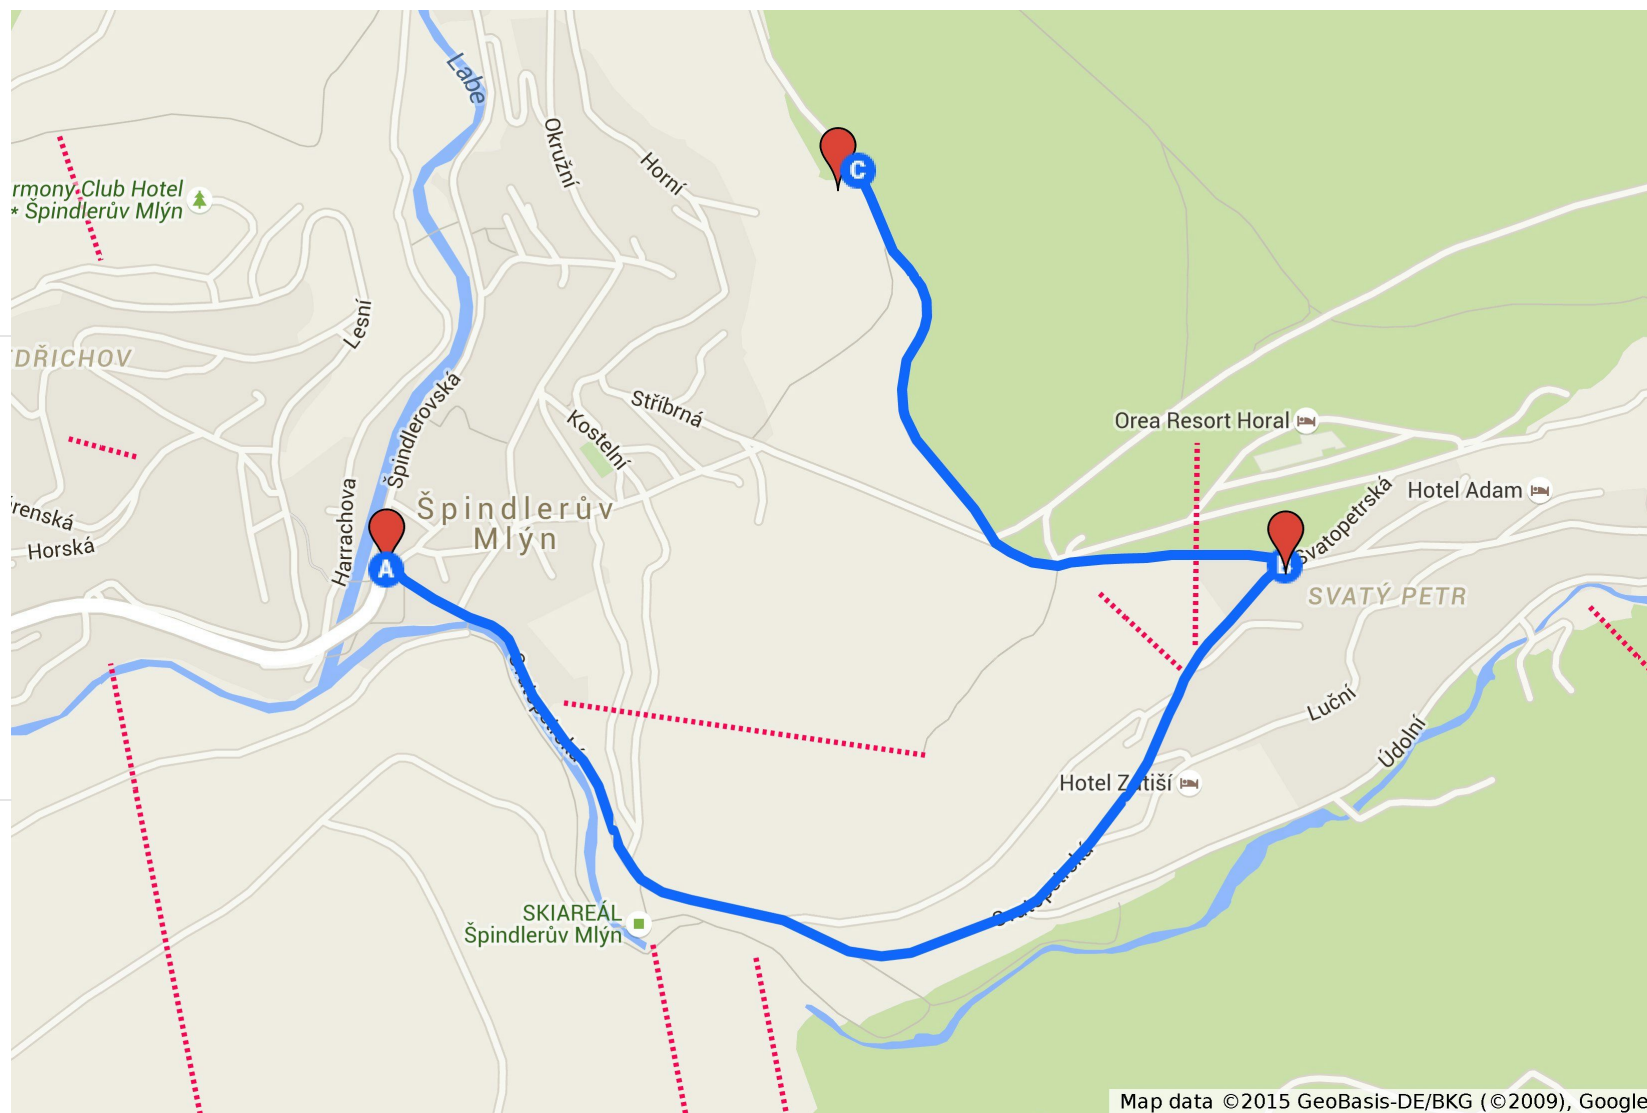 Labe
Okružní
Horní
C
rmony Club Hotel
* Špindlerův Mlýn
Lesní
DŘICHOV
Špindlerovská
Stříbrná
Kostelní
Orea Resort Horal
Hotel Adam
Svatopetrská
Harrachova
Špindlerův
Mlýn
renská
Horská
A
SVATÝ PETR
Luční
Údolní
Svatopetrská
Hotel Zátiší
Svatopetrská
SKIAREÁL
Špindlerův Mlýn
Map data ©2015 GeoBasis-DE/BKG (©2009), Google